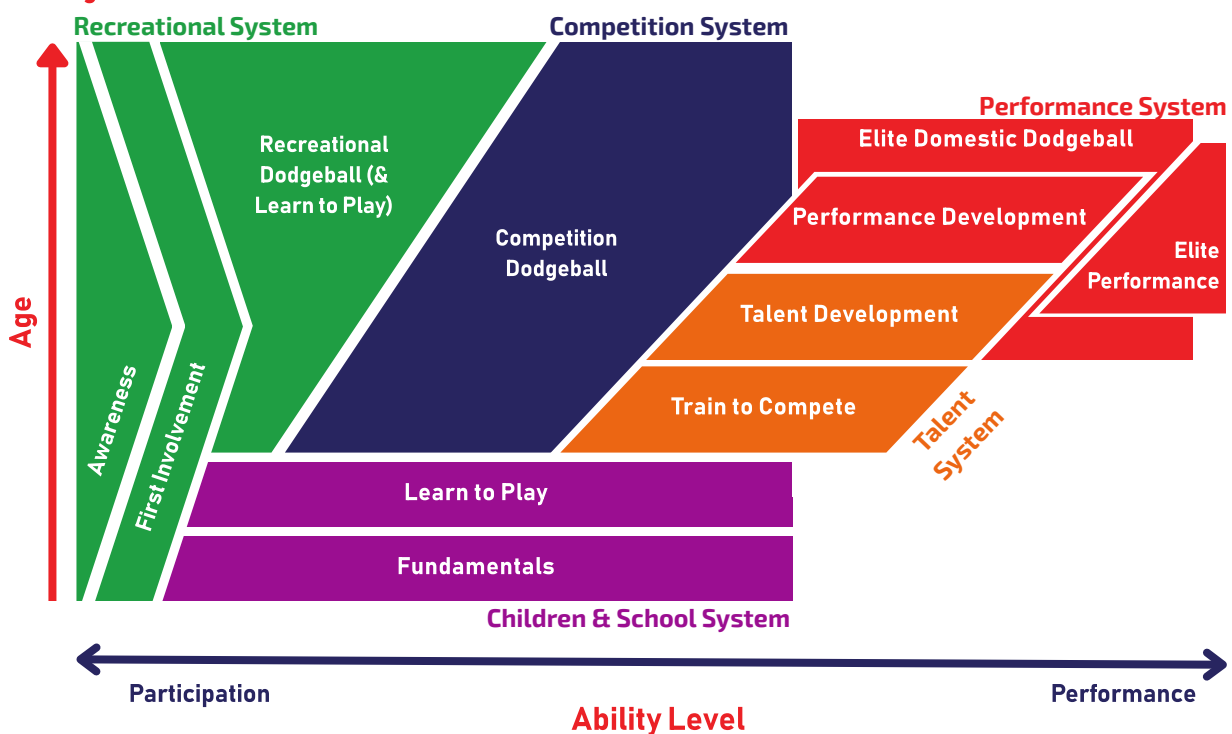 Recreational System
Competition System
Performance System
Elite Domestic Dodgeball
Recreational
Dodgeball (&
Learn to Play)
Performance Development
Competition
Dodgeball
Elite
Performance
Talent Development
Age
Awareness
First Involvement
Train to Compete
Talent
System
Learn to Play
Fundamentals
Children & School System
Participation
Performance
Ability Level